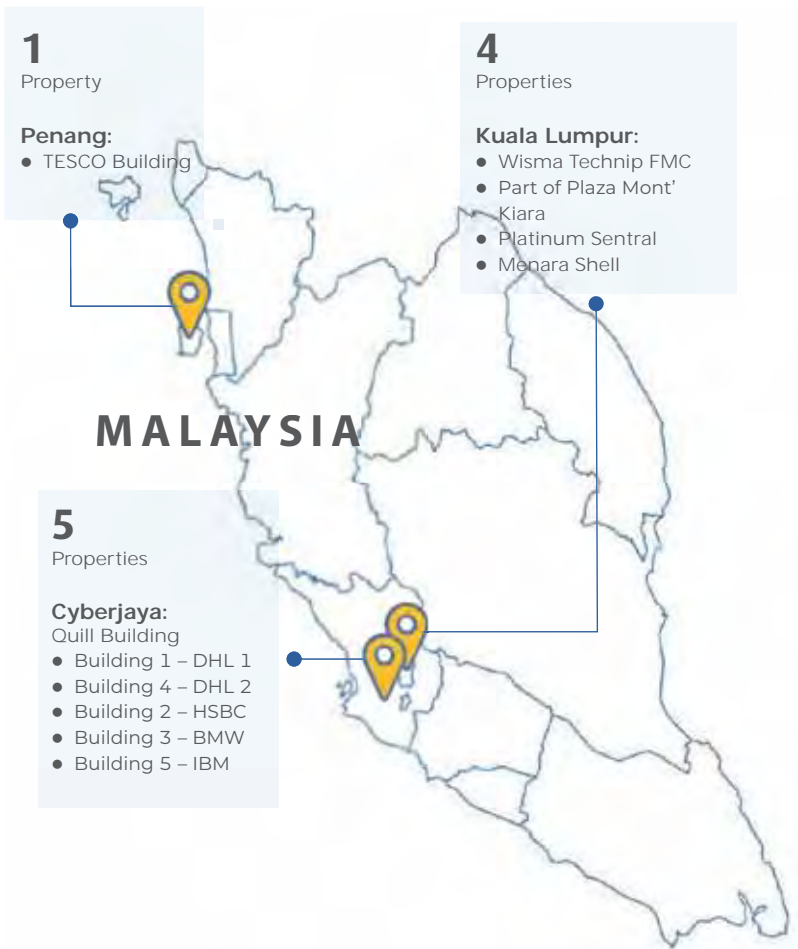 1
Property
Penang:
● TESCO Building
4
Properties
Kuala Lumpur:
● Wisma Technip FMC
● Part of Plaza Mont'
Kiara
● Platinum Sentral
● Menara Shell
MALAYSIA
5
Properties
Cyberjaya:
Quill Building
● Building 1 – DHL 1
● Building 4 – DHL 2
● Building 2 – HSBC
● Building 3 – BMW
● Building 5 – IBM